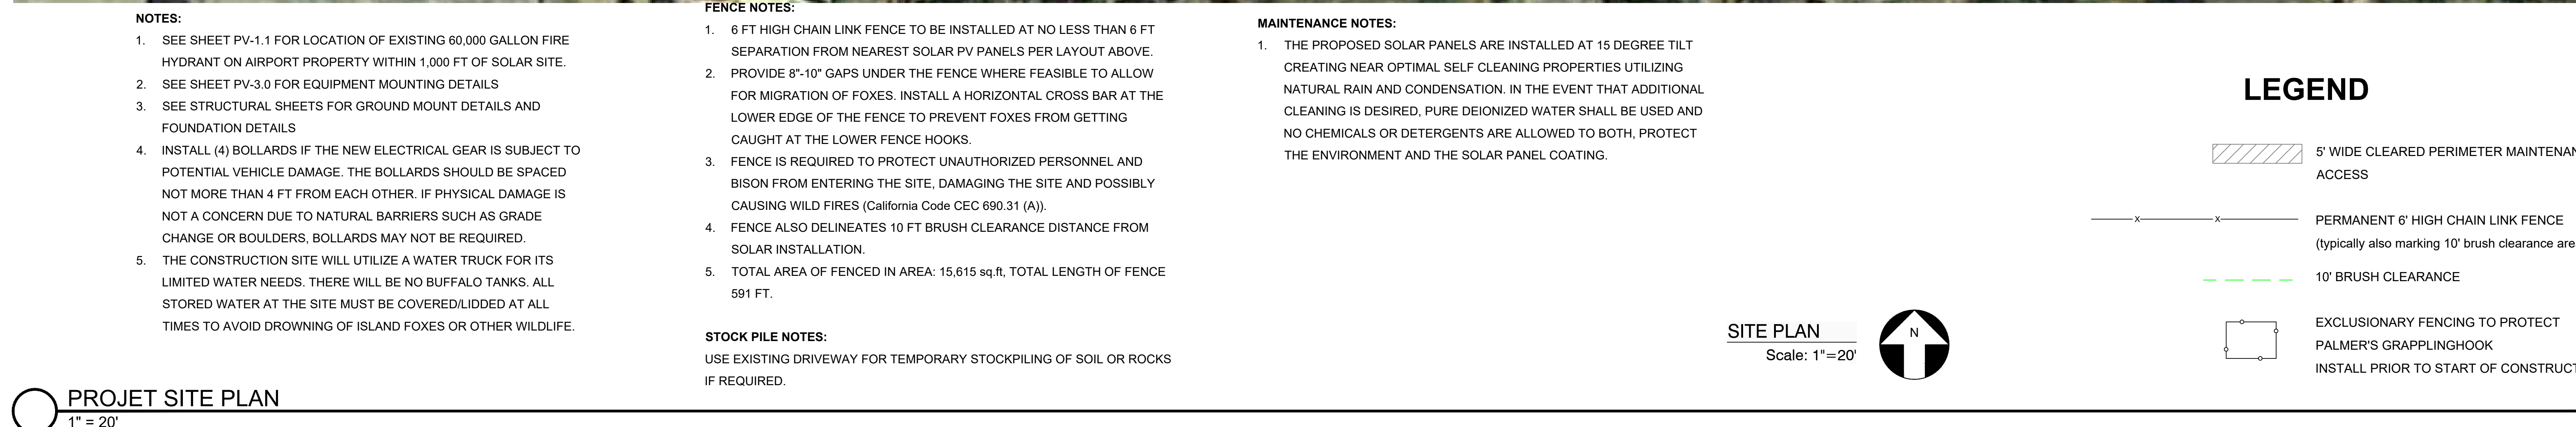 NOTES:
1. SEE SHEET PV-1.1 FOR LOCATION OF EXISTING 60,000 GALLON FIRE
HYDRANT ON AIRPORT PROPERTY WITHIN 1,000 FT OF SOLAR SITE.
2. SEE SHEET PV-3.0 FOR EQUIPMENT MOUNTING DETAILS
3. SEE STRUCTURAL SHEETS FOR GROUND MOUNT DETAILS AND
FOUNDATION DETAILS
4. INSTALL (4) BOLLARDS IF THE NEW ELECTRICAL GEAR IS SUBJECT TO
POTENTIAL VEHICLE DAMAGE. THE BOLLARDS SHOULD BE SPACED
NOT MORE THAN 4 FT FROM EACH OTHER. IF PHYSICAL DAMAGE IS
NOT A CONCERN DUE TO NATURAL BARRIERS SUCH AS GRADE
CHANGE OR BOULDERS, BOLLARDS MAY NOT BE REQUIRED.
5. THE CONSTRUCTION SITE WILL UTILIZE A WATER TRUCK FOR ITS
LIMITED WATER NEEDS. THERE WILL BE NO BUFFALO TANKS. ALL
STORED WATER AT THE SITE MUST BE COVERED/LIDDED AT ALL
TIMES TO AVOID DROWNING OF ISLAND FOXES OR OTHER WILDLIFE.
FENCE NOTES:
1. 6 FT HIGH CHAIN LINK FENCE TO BE INSTALLED AT NO LESS THAN 6 FT
SEPARATION FROM NEAREST SOLAR PV PANELS PER LAYOUT ABOVE.
2. PROVIDE 8"-10" GAPS UNDER THE FENCE WHERE FEASIBLE TO ALLOW
FOR MIGRATION OF FOXES. INSTALL A HORIZONTAL CROSS BAR AT THE
LOWER EDGE OF THE FENCE TO PREVENT FOXES FROM GETTING
CAUGHT AT THE LOWER FENCE HOOKS.
3. FENCE IS REQUIRED TO PROTECT UNAUTHORIZED PERSONNEL AND
BISON FROM ENTERING THE SITE, DAMAGING THE SITE AND POSSIBLY
CAUSING WILD FIRES (California Code CEC 690.31 (A)).
4. FENCE ALSO DELINEATES 10 FT BRUSH CLEARANCE DISTANCE FROM
SOLAR INSTALLATION.
5. TOTAL AREA OF FENCED IN AREA: 15,615 sq.ft, TOTAL LENGTH OF FENCE
591 FT.
STOCK PILE NOTES:
USE EXISTING DRIVEWAY FOR TEMPORARY STOCKPILING OF SOIL OR ROCKS
IF REQUIRED.
MAINTENANCE NOTES:
1. THE PROPOSED SOLAR PANELS ARE INSTALLED AT 15 DEGREE TILT
CREATING NEAR OPTIMAL SELF CLEANING PROPERTIES UTILIZING
NATURAL RAIN AND CONDENSATION. IN THE EVENT THAT ADDITIONAL
CLEANING IS DESIRED, PURE DEIONIZED WATER SHALL BE USED AND
NO CHEMICALS OR DETERGENTS ARE ALLOWED TO BOTH, PROTECT
THE ENVIRONMENT AND THE SOLAR PANEL COATING.
SITE PLAN
Scale: 1"=20'
N
LEGEND
5' WIDE CLEARED PERIMETER MAINTENAN
ACCESS
x x
PERMANENT 6' HIGH CHAIN LINK FENCE
(typically also marking 10' brush clearance are
10' BRUSH CLEARANCE
EXCLUSIONARY FENCING TO PROTECT
PALMER'S GRAPPLINGHOOK
INSTALL PRIOR TO START OF CONSTRUCT
PROJET SITE PLAN
1" = 20'